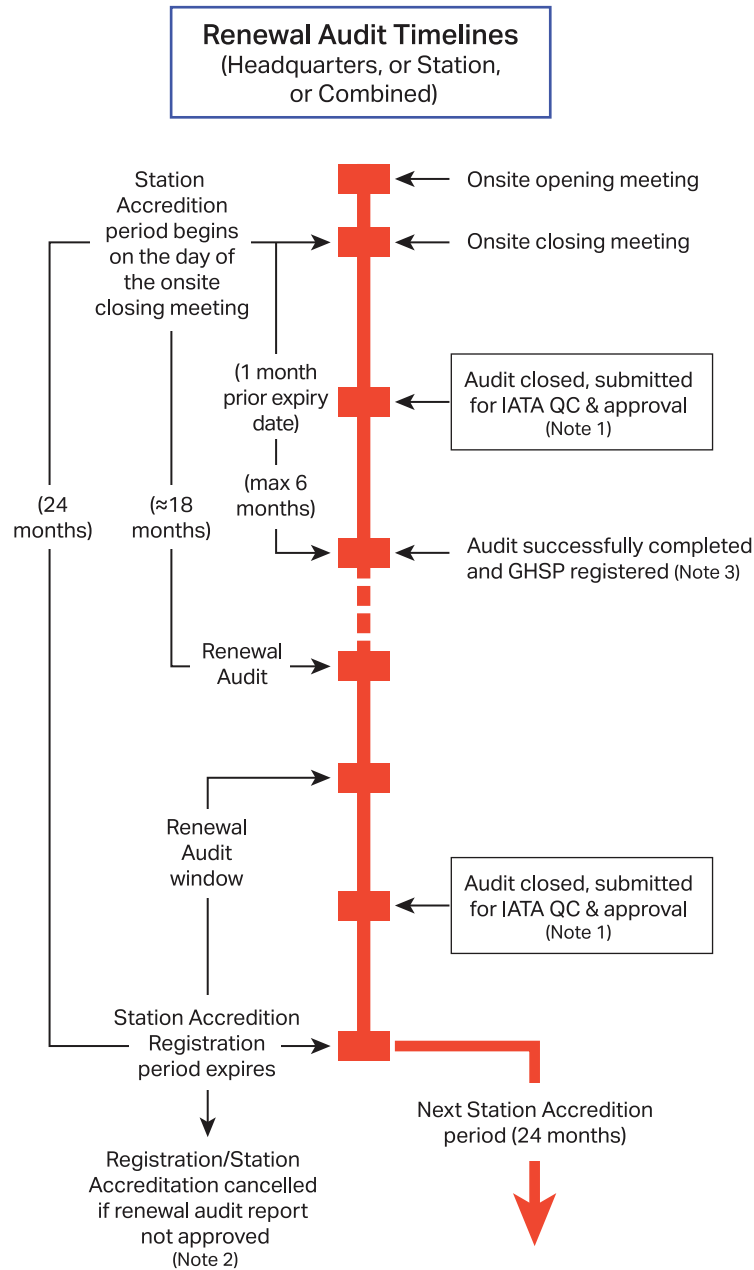 Renewal Audit Timelines
(Headquarters, or Station,
or Combined)
Station
Accredition
period begins
on the day of
the onsite
closing meeting
Onsite opening meeting
Onsite closing meeting
(1 month
prior expiry
date)
Audit closed, submitted
for IATA QC & approval
(Note 1)
(24
months)
(≈18
months)
(max 6
months)
Audit successfully completed
and GHSP registered (Note 3)
Renewal
Audit
Renewal
Audit
window
Audit closed, submitted
for IATA QC & approval
(Note 1)
Station Accredition
Registration
period expires
Next Station Accredition
period (24 months)
Registration/Station
Accreditation cancelled
if renewal audit report
not approved
(Note 2)